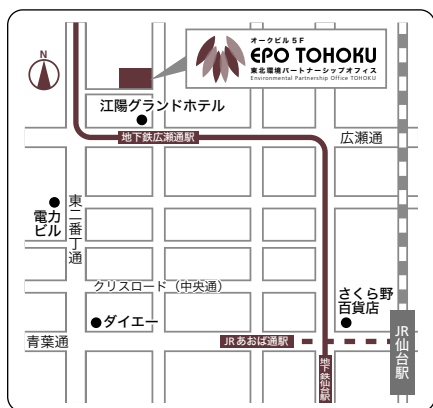 オークビル5F
EPO TOHOKU
東北環境パートナーシップオフィス
Environmental Partnership Office TOHOKU
N
江陽グランドホテル
地下鉄広瀬通駅
広瀬通
東二番丁通
電力
ビル
クリスロード（中央通）
さくら野
百貨店
ダイエー
青葉通
JRあおば通駅
JR仙台駅
地下鉄仙台駅